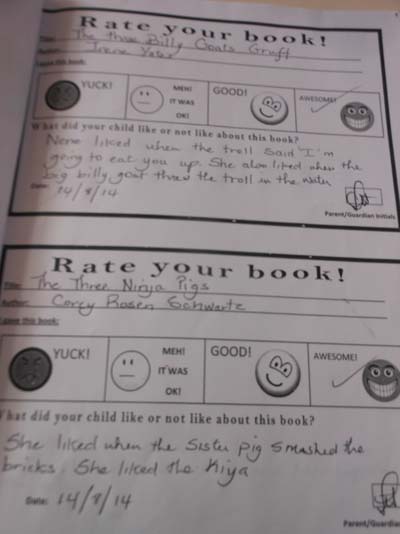 Rate your book!
Title: The three Billy Goats Gruff
Author: Irene Yates
I gave this book:
YUCK!
MEH!
IT WAS
OK!
GOOD!
AWESOME!
What did your child like or not like about this book?
liked when the troll said "I'm
going to eat you up. She also liked when the
big billy goat threw the troll in the water
Date: 14/8/14
Parent/Guardian Initials
Rate your book!
Title: The Three Ninja Pigs
Author: Corey Rosen Schwartz
I gave this book:
YUCK!
MEH!
IT WAS
OK!
GOOD!
AWESOME!
What did your child like or not like about this book?
She liked when the Sister pig smashed the
bricks. She liked the Kiya
Date: 14/8/14
Parent/Guardian